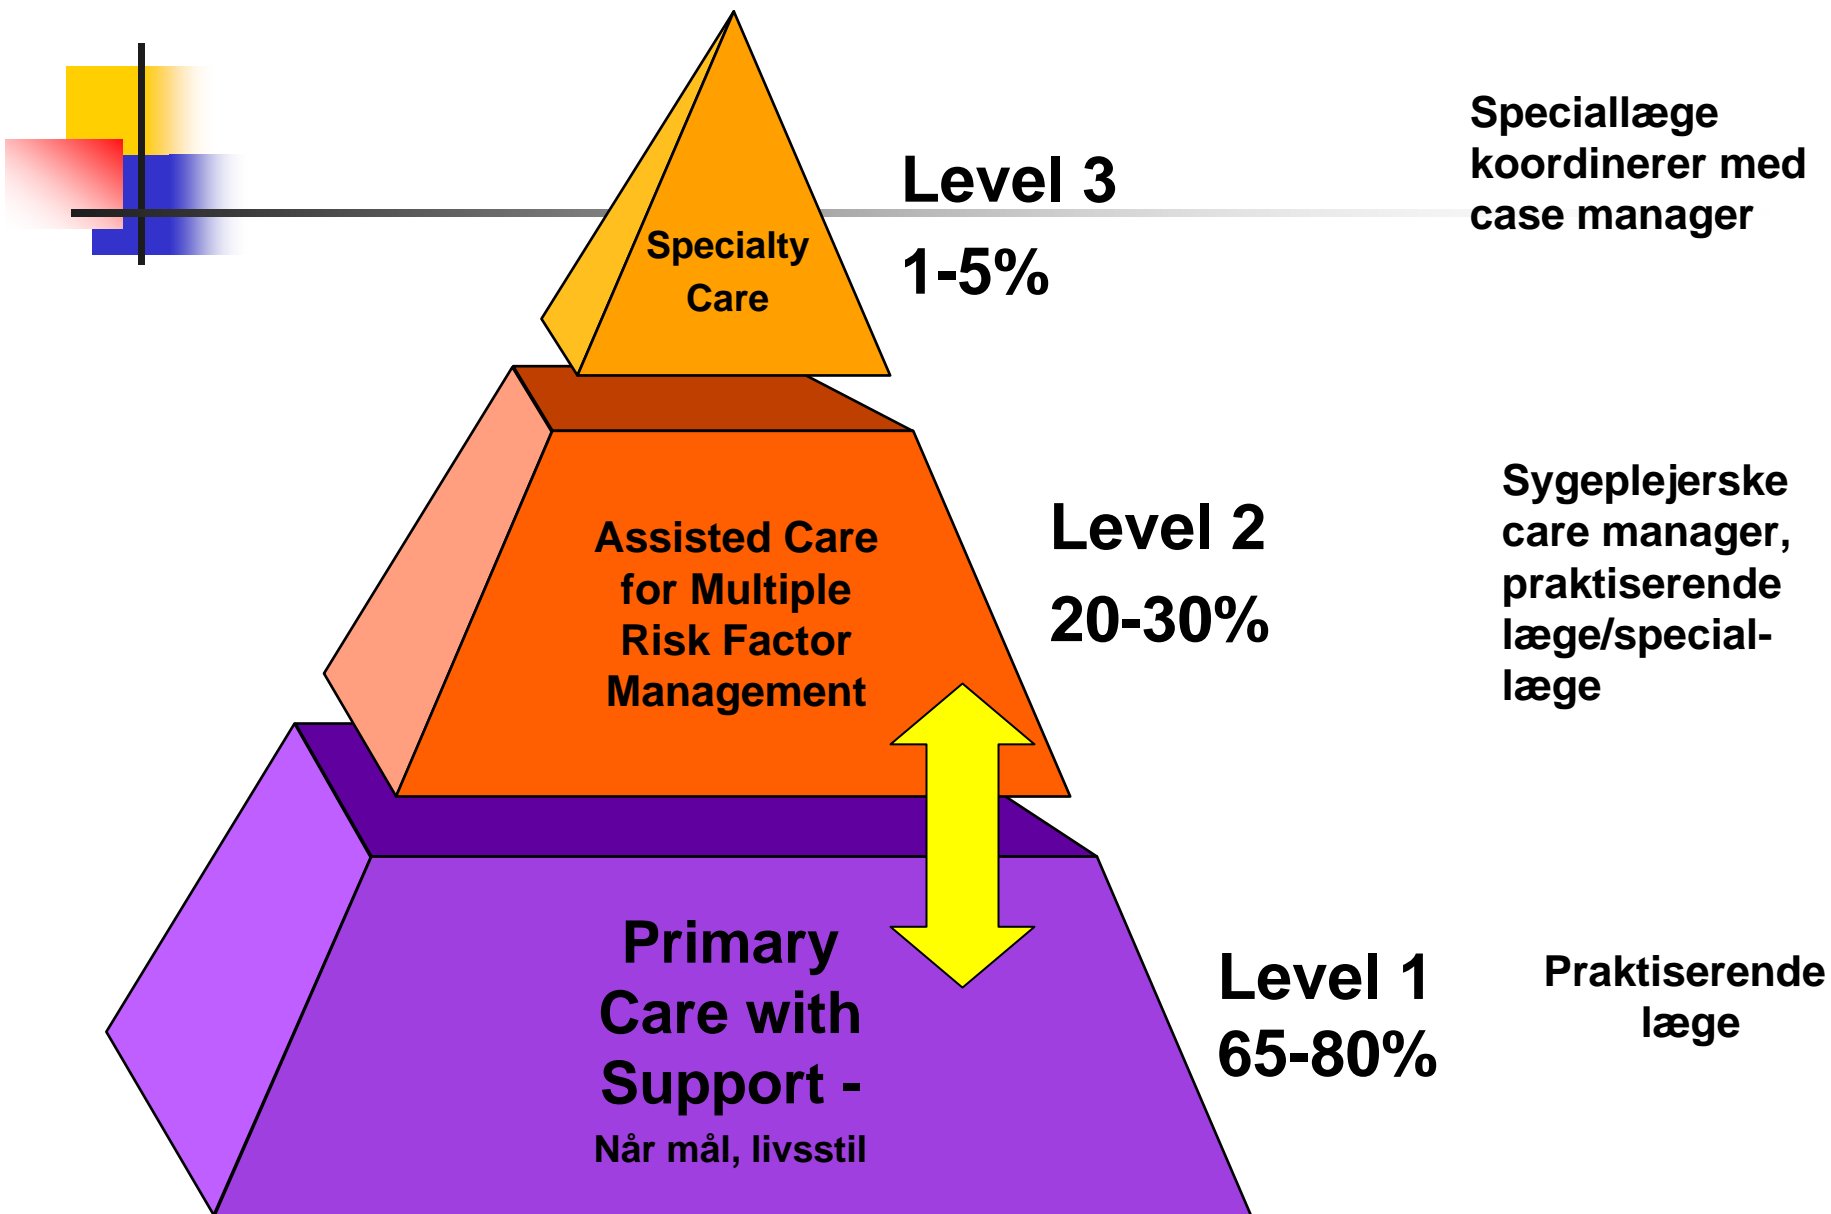 Specialty
Care
Level 3
1-5%
Speciallæge
koordinerer med
case manager
Assisted Care
for Multiple
Risk Factor
Management
Level 2
20-30%
Sygeplejerske
care manager,
praktiserende
læge/special-
læge
Primary
Care with
Support -
Når mål, livsstil
Level 1
65-80%
Praktiserende
læge